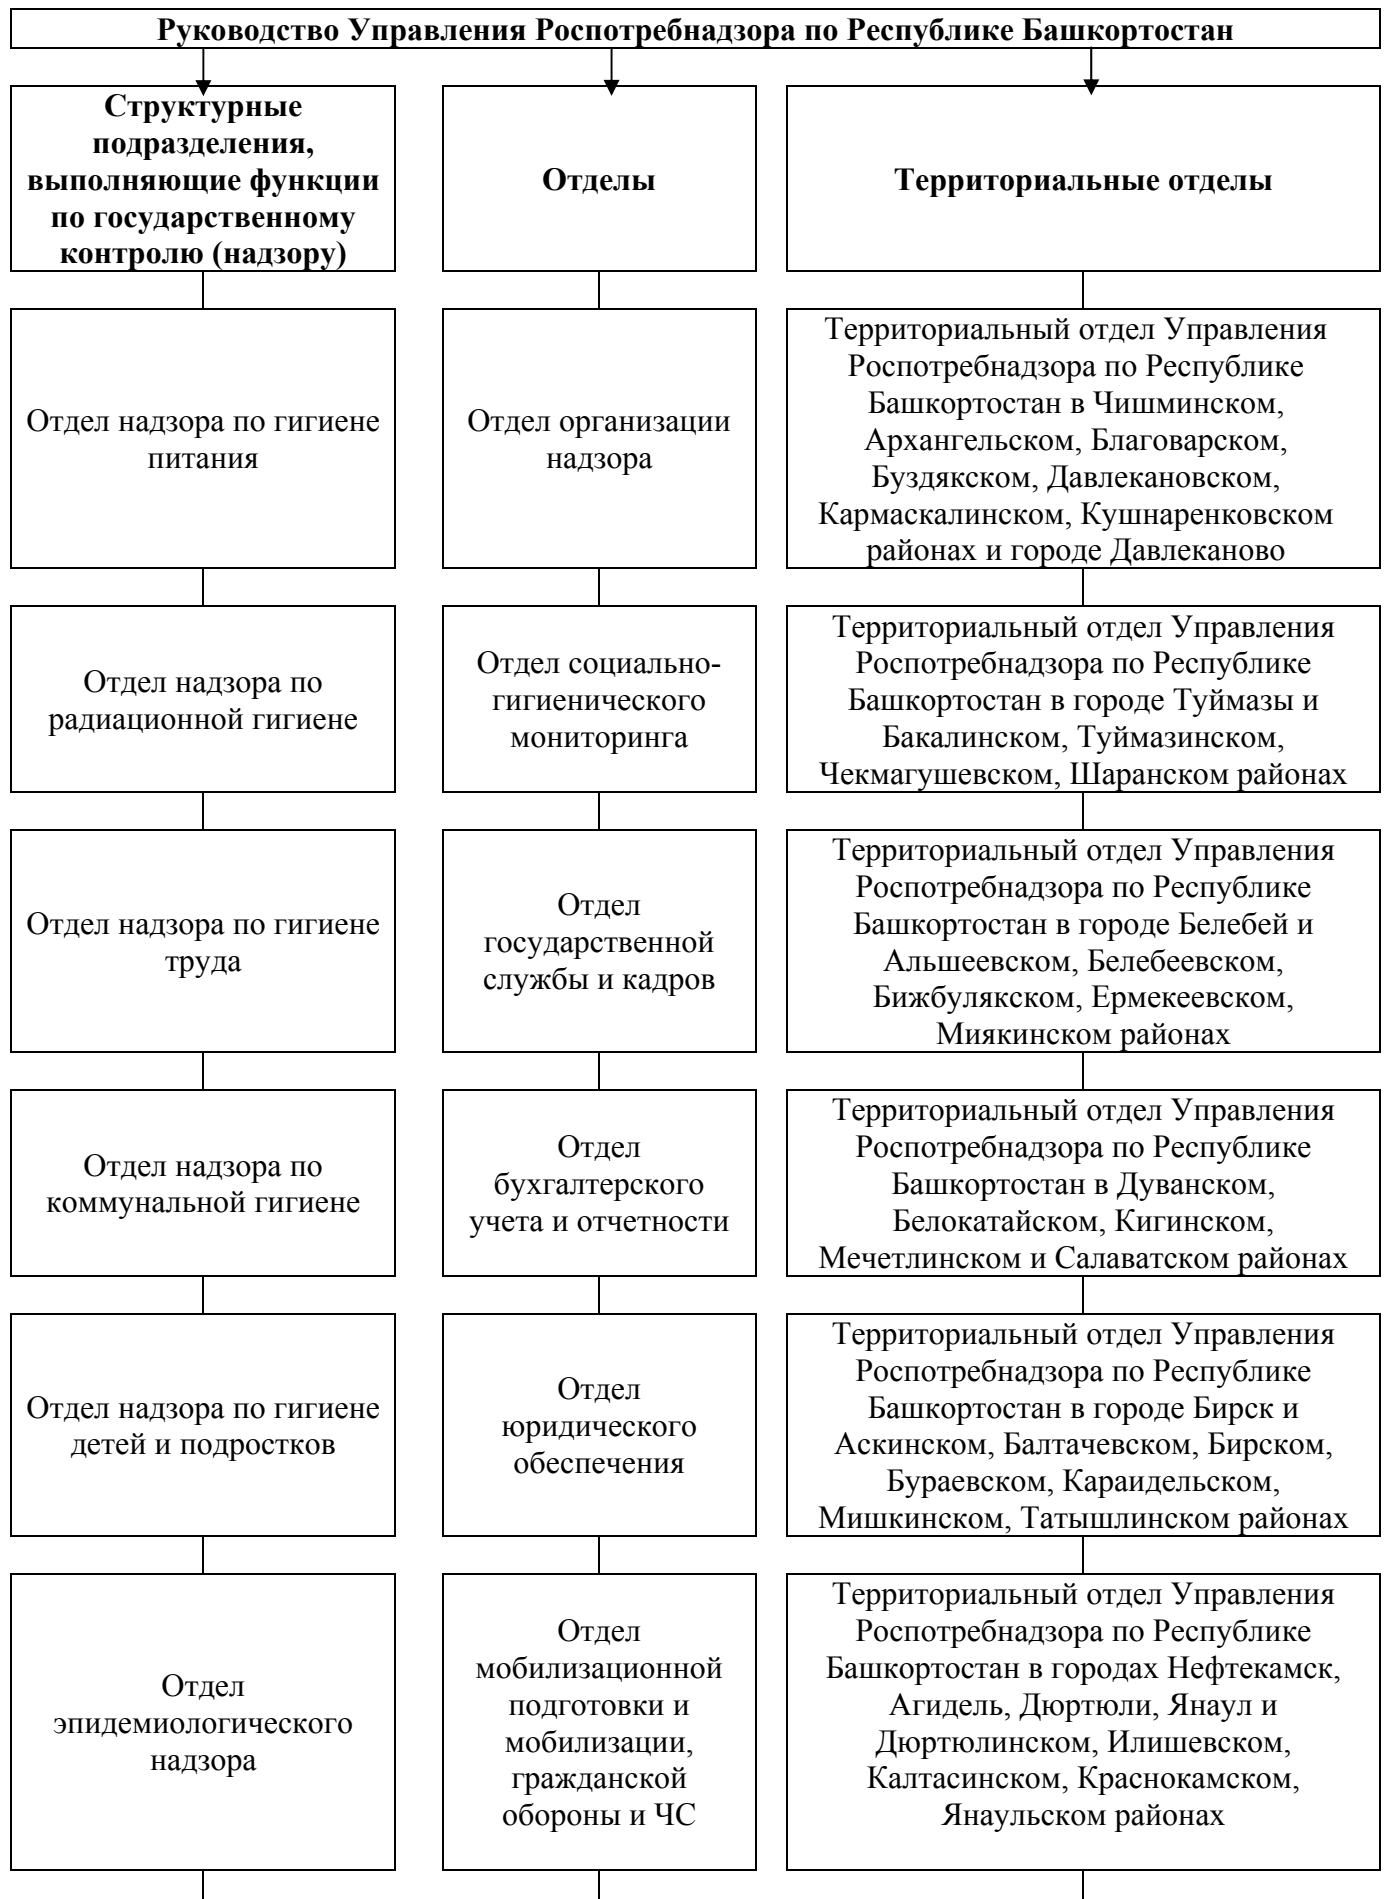 Руководство Управления Роспотребнадзора по Республике Башкортостан
Структурные
подразделения,
выполняющие функции
по государственному
контролю (надзору)
Отделы
Территориальные отделы
Отдел надзора по гигиене
питания
Отдел организации
надзора
Территориальный отдел Управления
Роспотребнадзора по Республике
Башкортостан в Чишминском,
Архангельском, Благоварском,
Буздякском, Давлекановском,
Кармаскалинском, Кушнаренковском
районах и городе Давлеканово
Отдел надзора по
радиационной гигиене
Отдел социально-
гигиенического
мониторинга
Территориальный отдел Управления
Роспотребнадзора по Республике
Башкортостан в городе Туймазы и
Бакалинском, Туймазинском,
Чекмагушевском, Шаранском районах
Отдел надзора по гигиене
труда
Отдел
государственной
службы и кадров
Территориальный отдел Управления
Роспотребнадзора по Республике
Башкортостан в городе Белебей и
Альшеевском, Белебеевском,
Бижбулякском, Ермекеевском,
Миякинском районах
Отдел надзора по
коммунальной гигиене
Отдел
бухгалтерского
учета и отчетности
Территориальный отдел Управления
Роспотребнадзора по Республике
Башкортостан в Дуванском,
Белокатайском, Кигинском,
Мечетлинском и Салаватском районах
Отдел надзора по гигиене
детей и подростков
Отдел
юридического
обеспечения
Территориальный отдел Управления
Роспотребнадзора по Республике
Башкортостан в городе Бирск и
Аскинском, Балтачевском, Бирском,
Бураевском, Караидельском,
Мишкинском, Татышлинском районах
Отдел
эпидемиологического
надзора
Отдел
мобилизационной
подготовки и
мобилизации,
гражданской
обороны и ЧС
Территориальный отдел Управления
Роспотребнадзора по Республике
Башкортостан в городах Нефтекамск,
Агидель, Дюртюли, Янаул и
Дюртюлинском, Илишевском,
Калтасинском, Краснокамском,
Янаульском районах